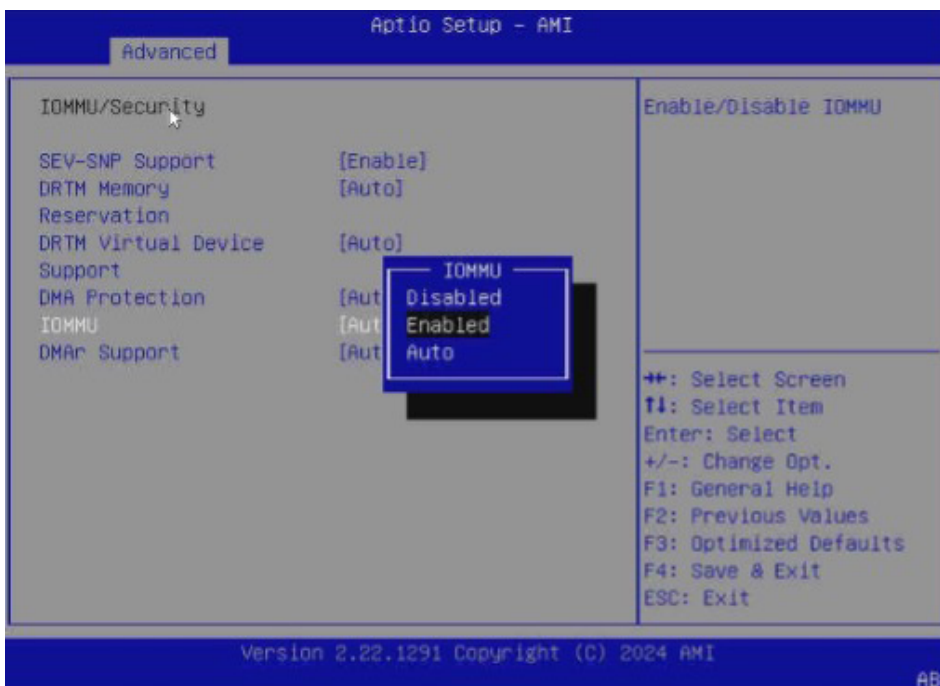 Aptio Setup – AMI
Advanced
IOMMU/Security
SEV-SNP Support [Enable]
DRTM Memory [Auto]
Reservation
DRTM Virtual Device [Auto]
Support
DMA Protection [Aut
IOMMU [Aut
DMAr Support [Aut
IOMMU
Disabled
Enabled
Auto
Enable/Disable IOMMU
→←: Select Screen
↑↓: Select Item
Enter: Select
+/-: Change Opt.
F1: General Help
F2: Previous Values
F3: Optimized Defaults
F4: Save & Exit
ESC: Exit
Version 2.22.1291 Copyright (C) 2024 AMI
AB